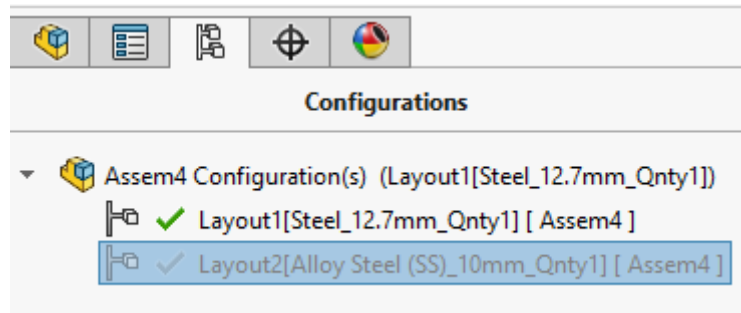 Configurations
Assem4 Configuration(s) (Layout1[Steel_12.7mm_Qnty1])
Layout1[Steel_12.7mm_Qnty1] [ Assem4 ]
Layout2[Alloy Steel (SS)_10mm_Qnty1] [ Assem4 ]